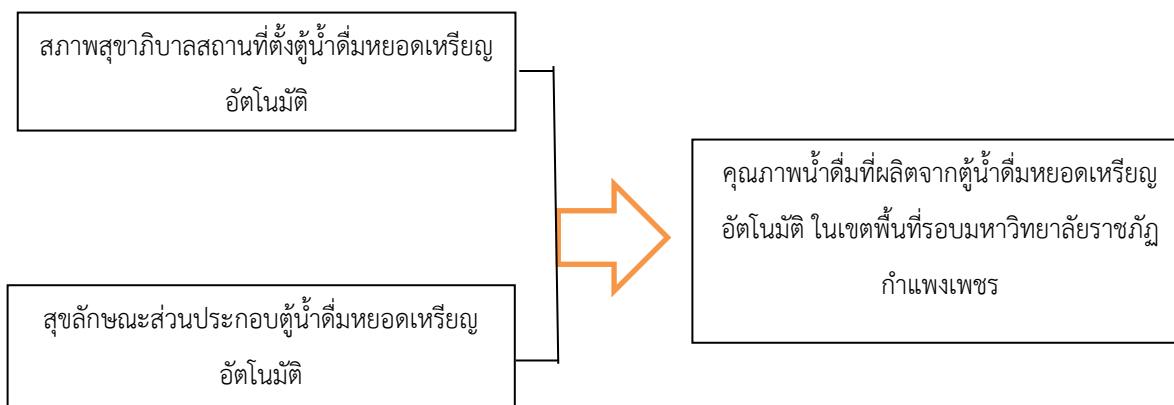 สภาพสุขาภิบาลสถานที่ตั้งตู้น้ำดื่มหยอดเหรียญ
อัตโนมัติ
สุขลักษณะส่วนประกอบตู้น้ำดื่มหยอดเหรียญ
อัตโนมัติ
คุณภาพน้ำดื่มที่ผลิตจากตู้น้ำดื่มหยอดเหรียญ
อัตโนมัติ ในเขตพื้นที่รอบมหาวิทยาลัยราชภัฏ
กำแพงเพชร